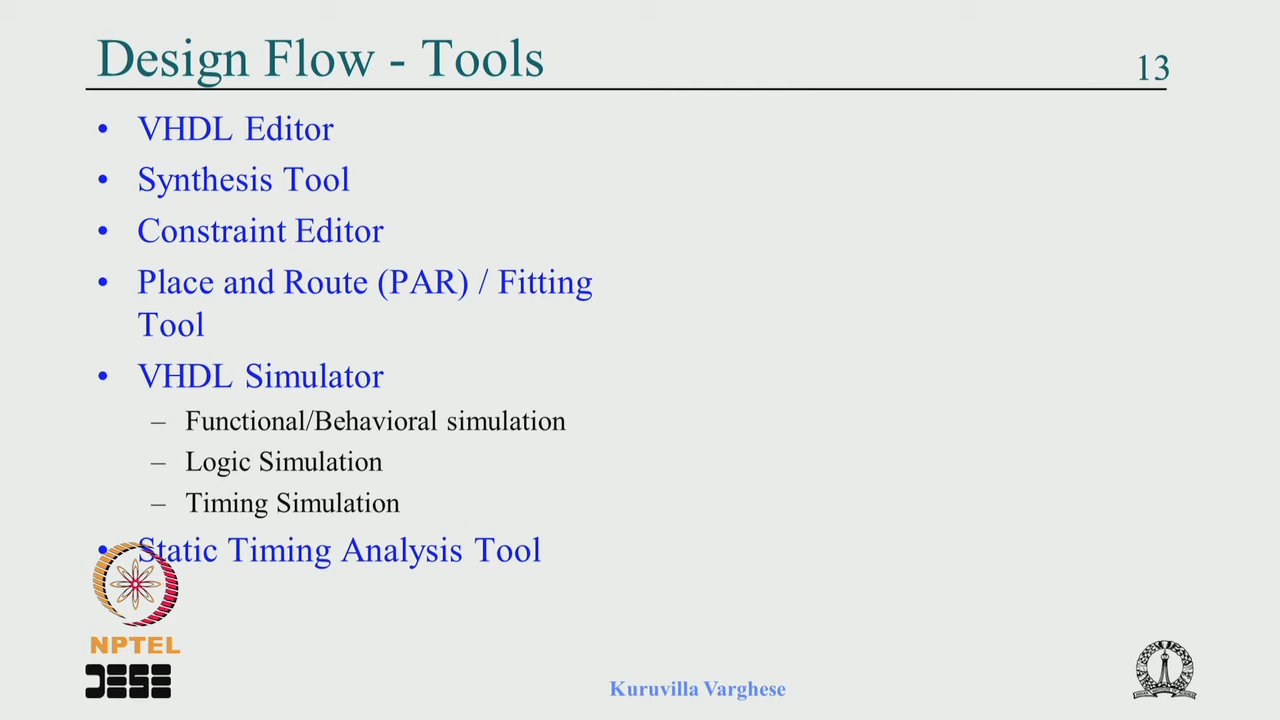 Design Flow - Tools
13
• VHDL Editor
• Synthesis Tool
• Constraint Editor
• Place and Route (PAR) / Fitting
Tool
• VHDL Simulator
– Functional/Behavioral simulation
– Logic Simulation
– Timing Simulation
• Static Timing Analysis Tool
NPTEL
DESE
Kuruvilla Varghese